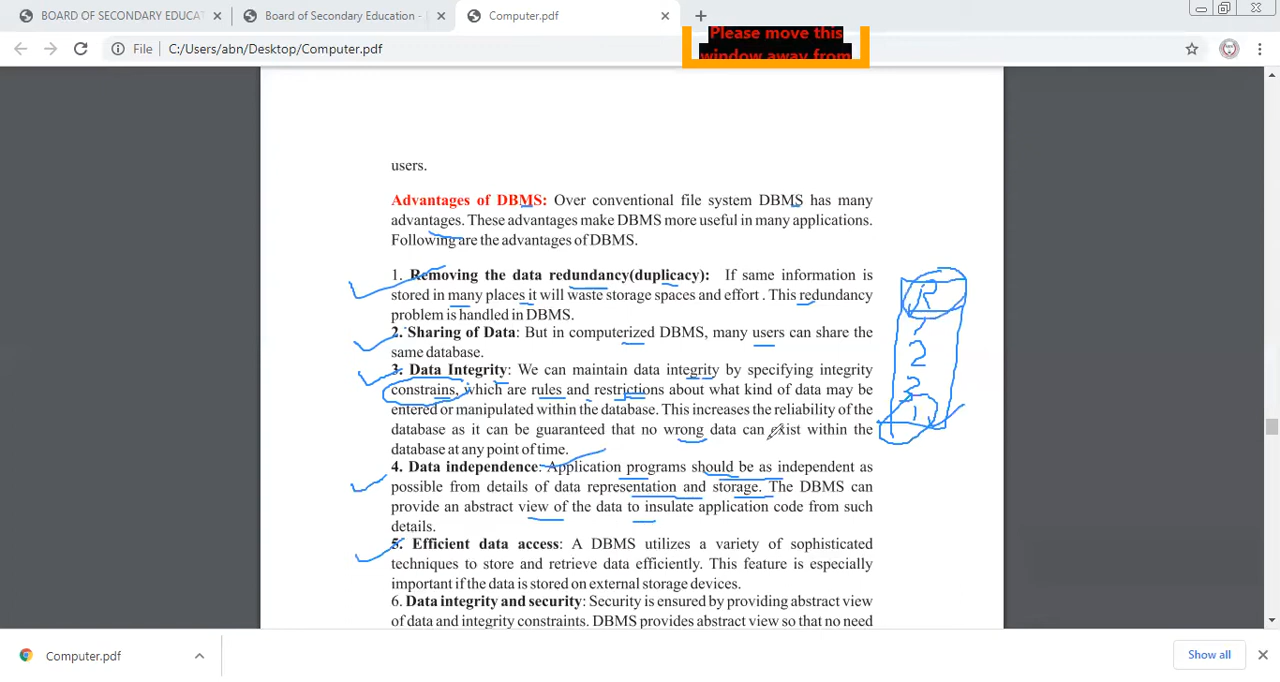 BOARD OF SECONDARY EDUCAT
Board of Secondary Education -
Computer.pdf
Please move this
window away from
File
C:/Users/abn/Desktop/Computer.pdf
users.
Advantages of DBMS: Over conventional file system DBMS has many
advantages. These advantages make DBMS more useful in many applications.
Following are the advantages of DBMS.
1. Removing the data redundancy(duplicacy): If same information is
stored in many places it will waste storage spaces and effort . This redundancy
problem is handled in DBMS.
2. Sharing of Data: But in computerized DBMS, many users can share the
same database.
3. Data Integrity: We can maintain data integrity by specifying integrity
constrains, which are rules and restrictions about what kind of data may be
entered or manipulated within the database. This increases the reliability of the
database as it can be guaranteed that no wrong data can exist within the
database at any point of time.
4. Data independence: Application programs should be as independent as
possible from details of data representation and storage. The DBMS can
provide an abstract view of the data to insulate application code from such
details.
5. Efficient data access: A DBMS utilizes a variety of sophisticated
techniques to store and retrieve data efficiently. This feature is especially
important if the data is stored on external storage devices.
6. Data integrity and security: Security is ensured by providing abstract view
of data and integrity constraints. DBMS provides abstract view so that no need
R
2
3
1
Computer.pdf
Show all